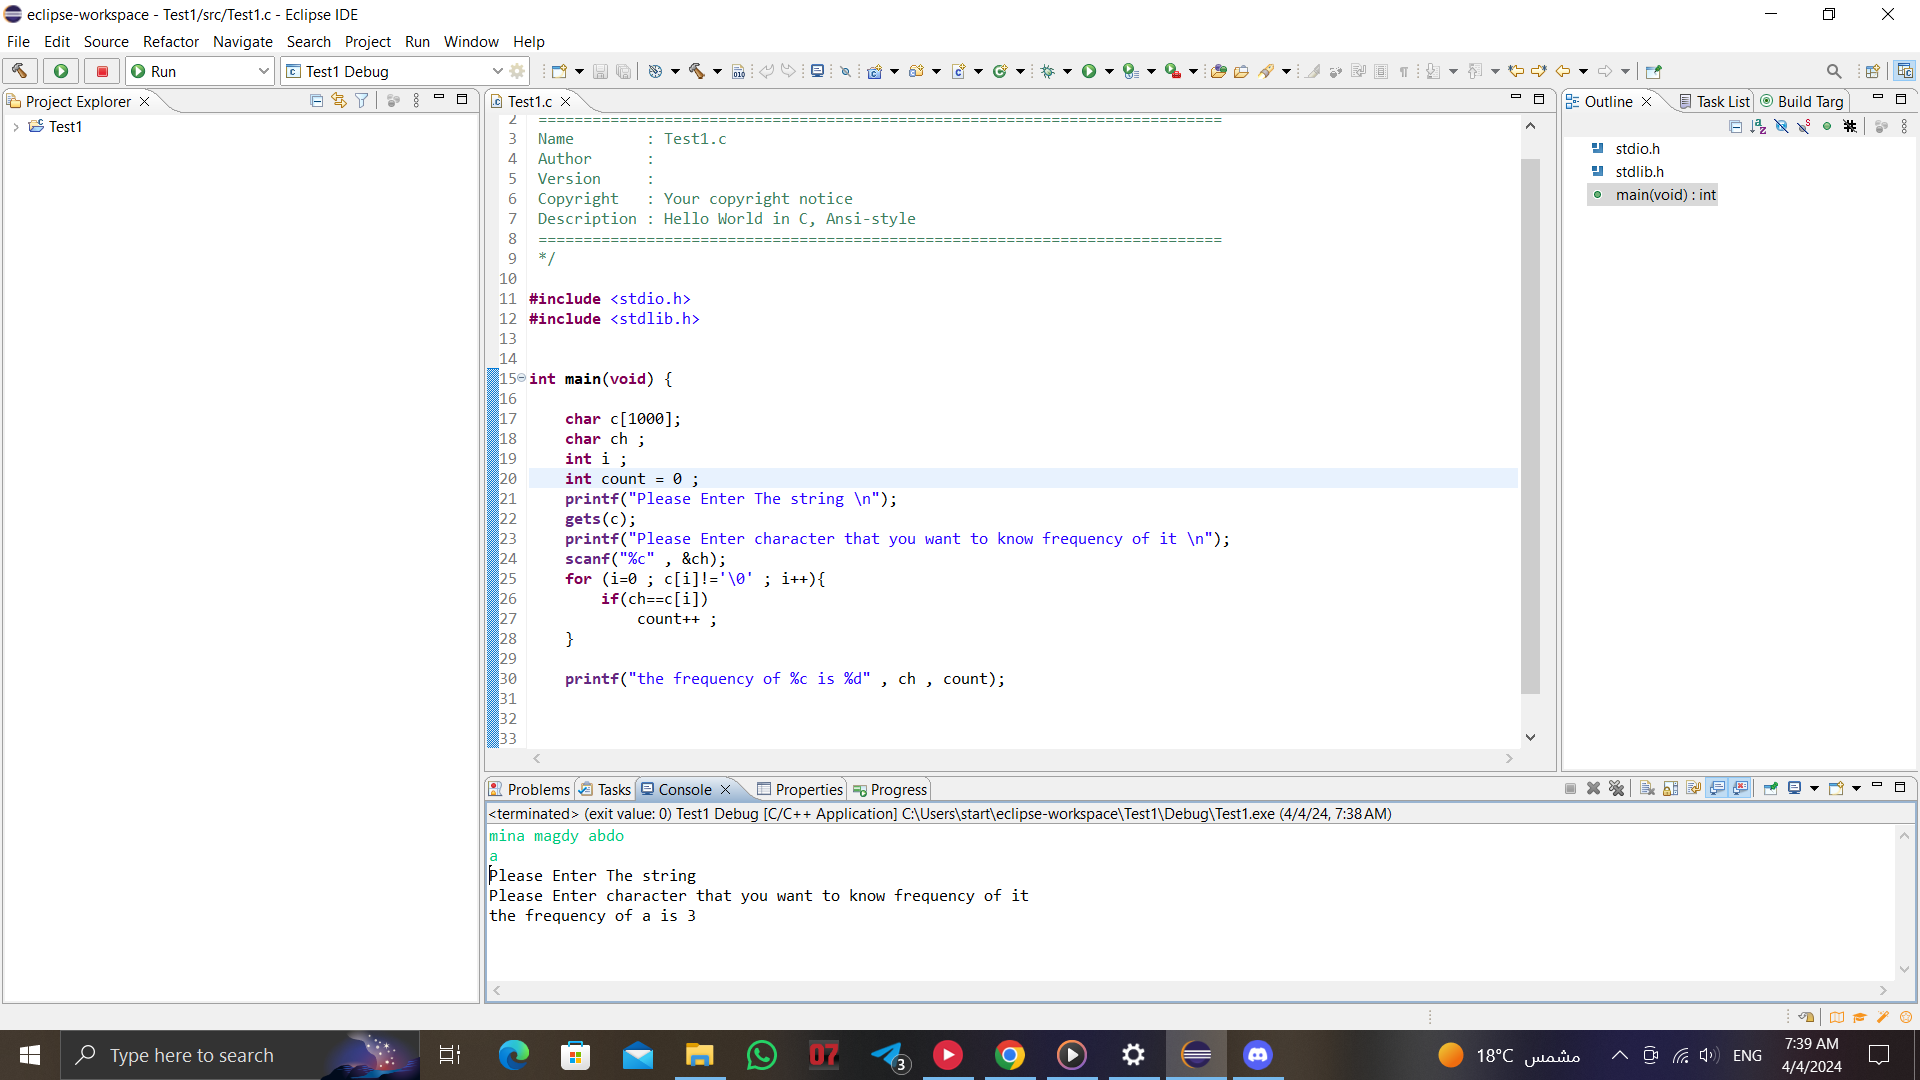 eclipse-workspace - Test1/src/Test1.c - Eclipse IDE
File Edit Source Refactor Navigate Search Project Run Window Help
Run
Test1 Debug
Project Explorer
Test1
Test1.c
2 ============================================================================
3 Name : Test1.c
4 Author :
5 Version :
6 Copyright : Your copyright notice
7 Description : Hello World in C, Ansi-style
8 ============================================================================
9 */
10
11 #include <stdio.h>
12 #include <stdlib.h>
13
14
15 int main(void) {
16
17 char c[1000];
18 char ch ;
19 int i ;
20 int count = 0 ;
21 printf("Please Enter The string \n");
22 gets(c);
23 printf("Please Enter character that you want to know frequency of it \n");
24 scanf("%c" , &ch);
25 for (i=0 ; c[i]!='\0' ; i++){
26 if(ch==c[i])
27 count++ ;
28 }
29
30 printf("the frequency of %c is %d" , ch , count);
31
32
33
Outline Task List Build Targ
stdio.h
stdlib.h
main(void) : int
Problems Tasks Console Properties Progress
<terminated> (exit value: 0) Test1 Debug [C/C++ Application] C:\Users\start\eclipse-workspace\Test1\Debug\Test1.exe (4/4/24, 7:38 AM)
mina magdy abdo
a
Please Enter The string
Please Enter character that you want to know frequency of it
the frequency of a is 3
Type here to search
07
3
18°C مشمس
ENG
7:39 AM
4/4/2024